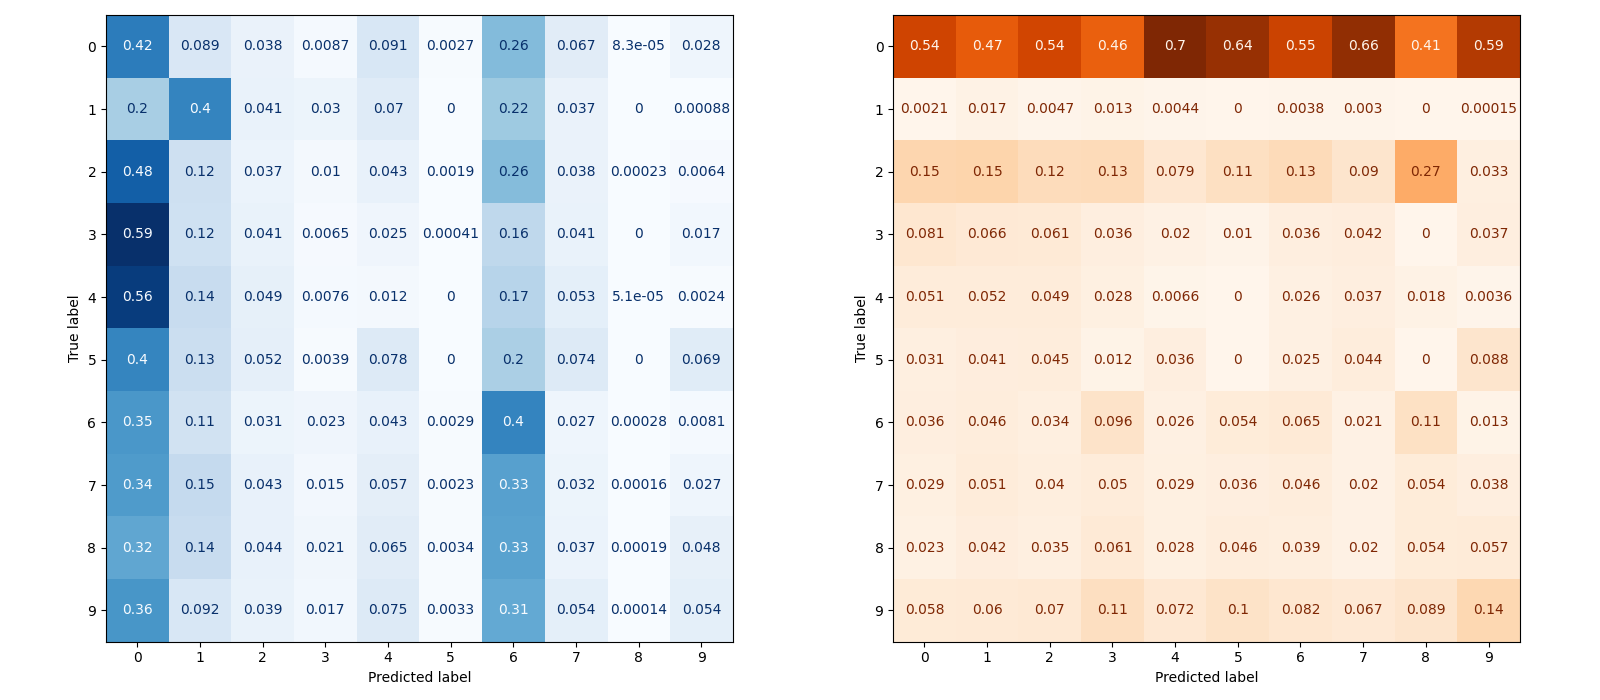 0 0.42 0.089 0.038 0.0087 0.091 0.0027 0.26 0.067 8.3e-05 0.028
1 0.2 0.4 0.041 0.03 0.07 0 0.22 0.037 0 0.00088
2 0.48 0.12 0.037 0.01 0.043 0.0019 0.26 0.038 0.00023 0.0064
3 0.59 0.12 0.041 0.0065 0.025 0.00041 0.16 0.041 0 0.017
4 0.56 0.14 0.049 0.0076 0.012 0 0.17 0.053 5.1e-05 0.0024
5 0.4 0.13 0.052 0.0039 0.078 0 0.2 0.074 0 0.069
6 0.35 0.11 0.031 0.023 0.043 0.0029 0.4 0.027 0.00028 0.0081
7 0.34 0.15 0.043 0.015 0.057 0.0023 0.33 0.032 0.00016 0.027
8 0.32 0.14 0.044 0.021 0.065 0.0034 0.33 0.037 0.00019 0.048
9 0.36 0.092 0.039 0.017 0.075 0.0033 0.31 0.054 0.00014 0.054
0 1 2 3 4 5 6 7 8 9
Predicted label
True label
0 0.54 0.47 0.54 0.46 0.7 0.64 0.55 0.66 0.41 0.59
1 0.0021 0.017 0.0047 0.013 0.0044 0 0.0038 0.003 0 0.00015
2 0.15 0.15 0.12 0.13 0.079 0.11 0.13 0.09 0.27 0.033
3 0.081 0.066 0.061 0.036 0.02 0.01 0.036 0.042 0 0.037
4 0.051 0.052 0.049 0.028 0.0066 0 0.026 0.037 0.018 0.0036
5 0.031 0.041 0.045 0.012 0.036 0 0.025 0.044 0 0.088
6 0.036 0.046 0.034 0.096 0.026 0.054 0.065 0.021 0.11 0.013
7 0.029 0.051 0.04 0.05 0.029 0.036 0.046 0.02 0.054 0.038
8 0.023 0.042 0.035 0.061 0.028 0.046 0.039 0.02 0.054 0.057
9 0.058 0.06 0.07 0.11 0.072 0.1 0.082 0.067 0.089 0.14
0 1 2 3 4 5 6 7 8 9
Predicted label
True label